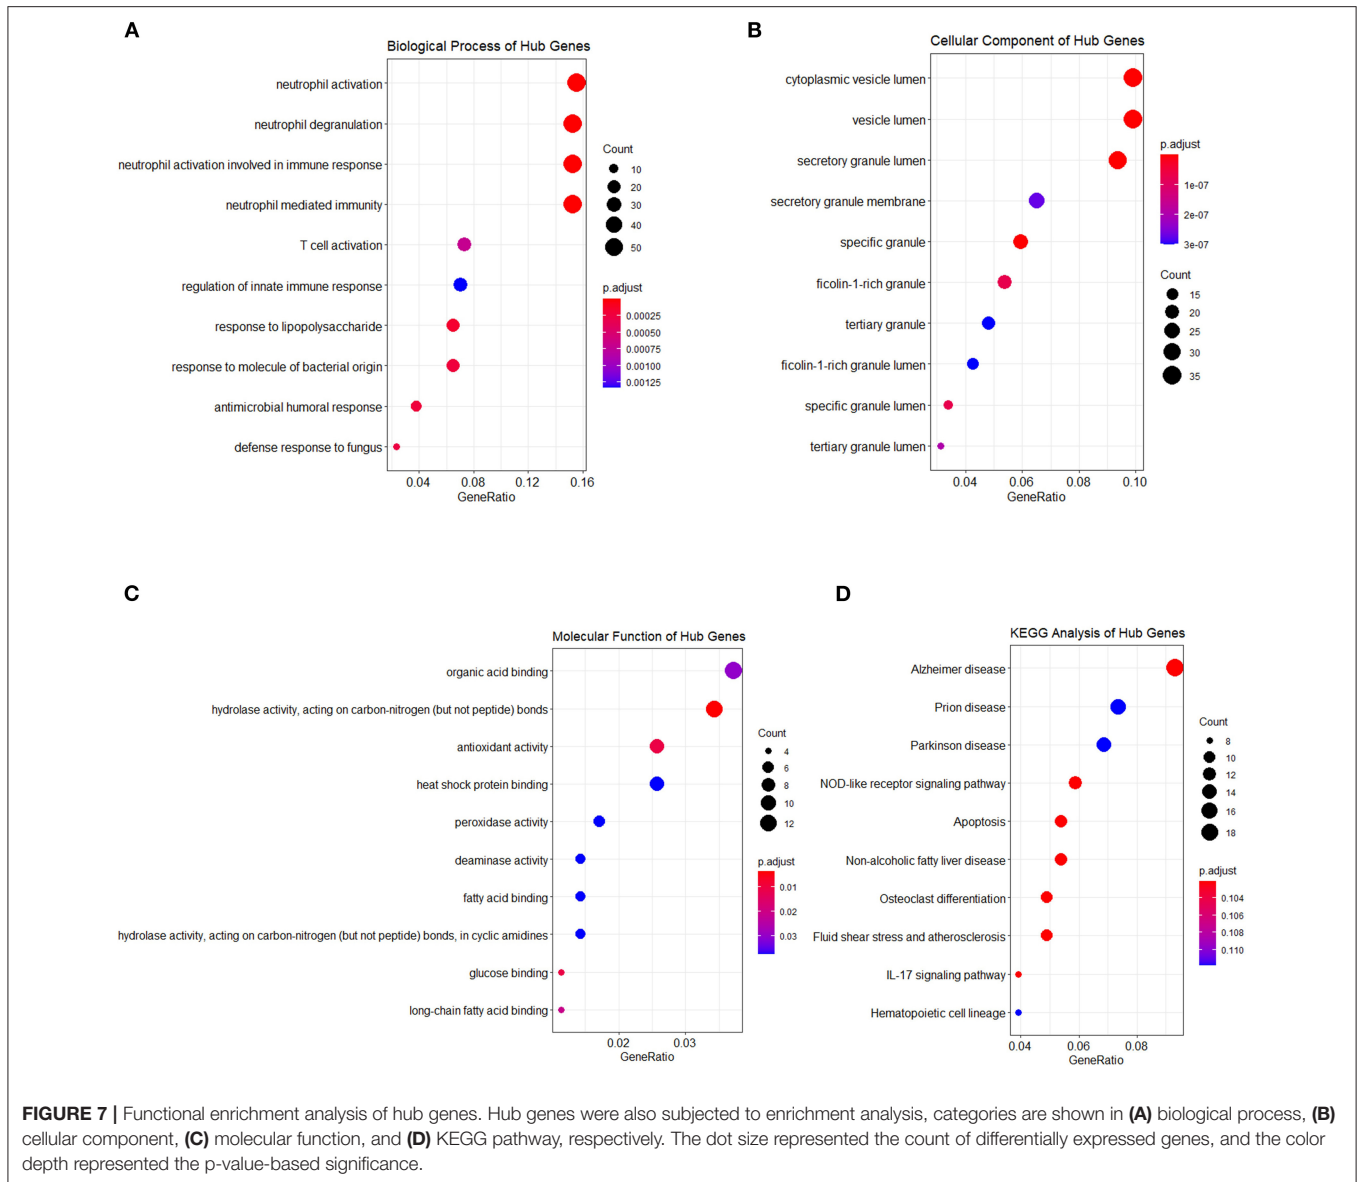 A
Biological Process of Hub Genes
neutrophil activation
neutrophil degranulation
neutrophil activation involved in immune response
neutrophil mediated immunity
T cell activation
regulation of innate immune response
response to lipopolysaccharide
response to molecule of bacterial origin
antimicrobial humoral response
defense response to fungus
0.04 0.08 0.12 0.16
GeneRatio
Count
10
20
30
40
50
p.adjust
0.00025
0.00050
0.00075
0.00100
0.00125
B
Cellular Component of Hub Genes
cytoplasmic vesicle lumen
vesicle lumen
secretory granule lumen
secretory granule membrane
specific granule
ficolin-1-rich granule
tertiary granule
ficolin-1-rich granule lumen
specific granule lumen
tertiary granule lumen
0.04 0.06 0.08 0.10
GeneRatio
p.adjust
1e-07
2e-07
3e-07
Count
15
20
25
30
35
C
Molecular Function of Hub Genes
organic acid binding
hydrolase activity, acting on carbon-nitrogen (but not peptide) bonds
antioxidant activity
heat shock protein binding
peroxidase activity
deaminase activity
fatty acid binding
hydrolase activity, acting on carbon-nitrogen (but not peptide) bonds, in cyclic amidines
glucose binding
long-chain fatty acid binding
0.02 0.03
GeneRatio
Count
4
6
8
10
12
p.adjust
0.01
0.02
0.03
D
KEGG Analysis of Hub Genes
Alzheimer disease
Prion disease
Parkinson disease
NOD-like receptor signaling pathway
Apoptosis
Non-alcoholic fatty liver disease
Osteoclast differentiation
Fluid shear stress and atherosclerosis
IL-17 signaling pathway
Hematopoietic cell lineage
0.04 0.06 0.08
GeneRatio
Count
8
10
12
14
16
18
p.adjust
0.104
0.106
0.108
0.110
FIGURE 7 | Functional enrichment analysis of hub genes. Hub genes were also subjected to enrichment analysis, categories are shown in (A) biological process, (B)
cellular component, (C) molecular function, and (D) KEGG pathway, respectively. The dot size represented the count of differentially expressed genes, and the color
depth represented the p-value-based significance.